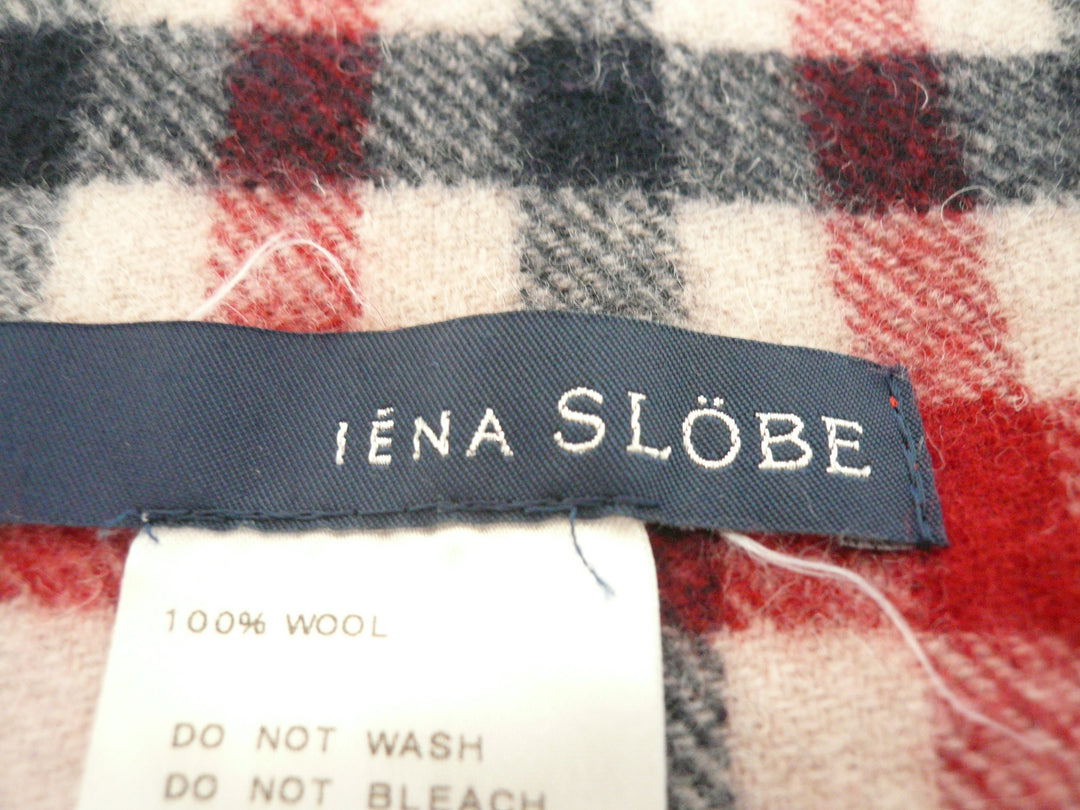 IÉNA SLÖBE
100% WOOL
DO NOT WASH
DO NOT BLEACH